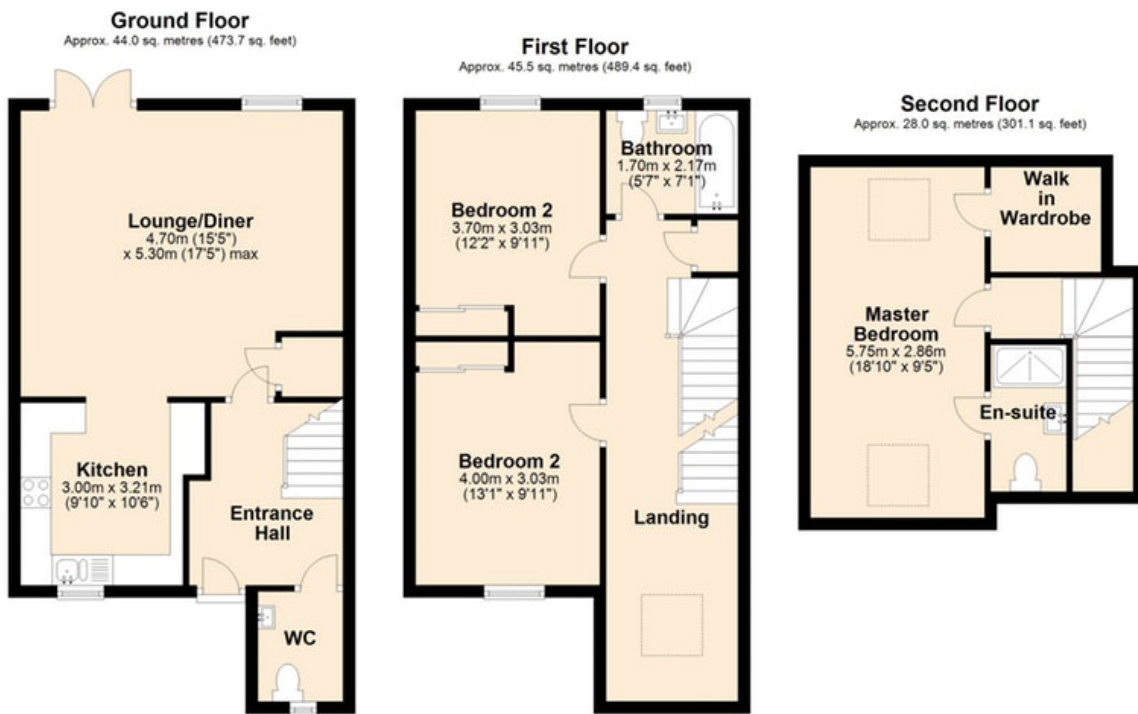 Ground Floor
Approx. 44.0 sq. metres (473.7 sq. feet)
Lounge/Diner
4.70m (15'5")
x 5.30m (17'5") max
Kitchen
3.00m x 3.21m
(9'10" x 10'6")
Entrance
Hall
WC
First Floor
Approx. 45.5 sq. metres (489.4 sq. feet)
Bedroom 2
3.70m x 3.03m
(12'2" x 9'11")
Bathroom
1.70m x 2.17m
(5'7" x 7'1")
Bedroom 2
4.00m x 3.03m
(13'1" x 9'11")
Landing
Second Floor
Approx. 28.0 sq. metres (301.1 sq. feet)
Walk
in
Wardrobe
Master
Bedroom
5.75m x 2.86m
(18'10" x 9'5")
En-suite